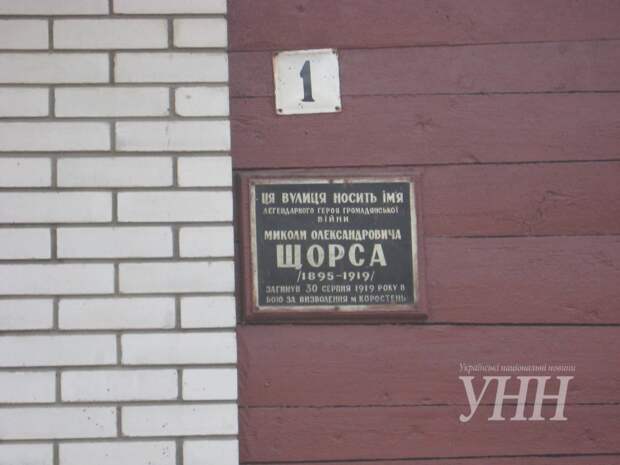 1
ЦЯ ВУЛИЦЯ НОСИТЬ ІМ'Я
ЛЕГЕНДАРНОГО ГЕРОЯ ГРОМАДЯНСЬКОЇ
ВІЙНИ
МИКОЛИ ОЛЕКСАНДРОВИЧА
ЩОРСА
/1895-1919/
ЗАГИНУВ 30 СЕРПНЯ 1919 РОКУ В
БОЮ ЗА ВИЗВОЛЕННЯ М КОРОСТЕНЬ
Українські національні новини
УНН